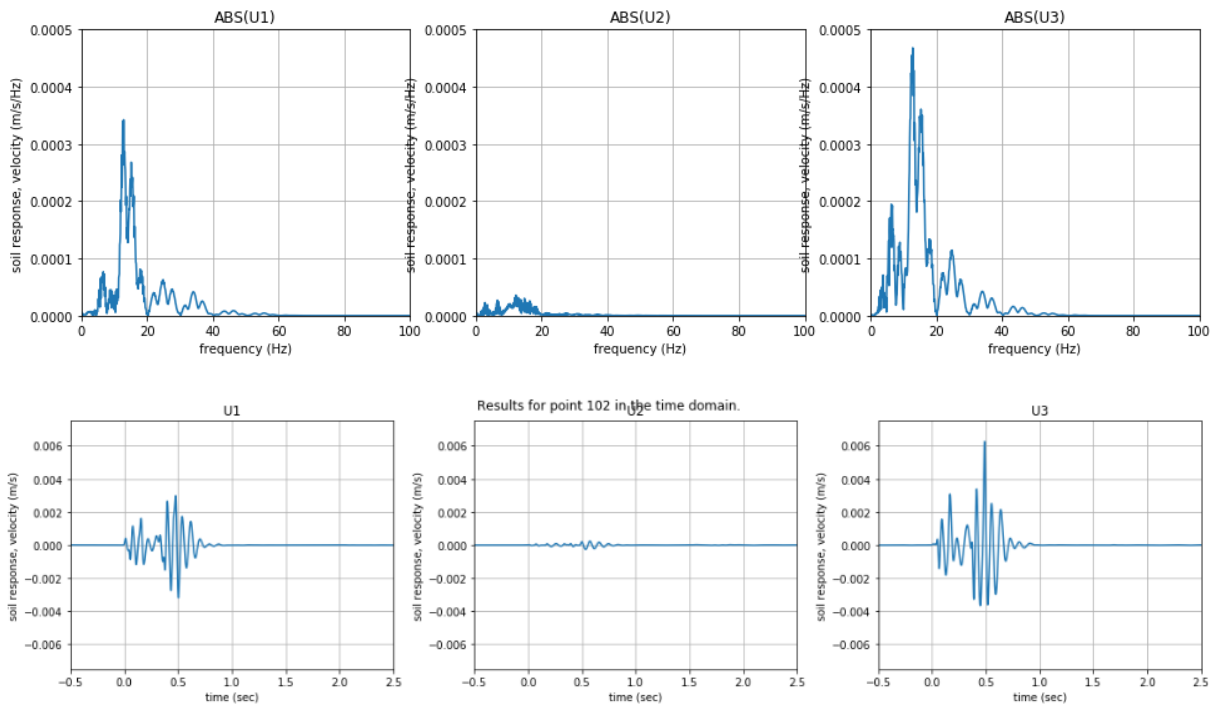 ABS(U1)
ABS(U2)
ABS(U3)
soil response, velocity (m/s/Hz)
0.0005
0.0004
0.0003
0.0002
0.0001
0.0000
0 20 40 60 80 100
frequency (Hz)
soil response, velocity (m/s/Hz)
0.0005
0.0004
0.0003
0.0002
0.0001
0.0000
0 20 40 60 80 100
frequency (Hz)
soil response, velocity (m/s/Hz)
0.0005
0.0004
0.0003
0.0002
0.0001
0.0000
0 20 40 60 80 100
frequency (Hz)
Results for point 102 in the time domain.
U1
U2
U3
soil response, velocity (m/s)
0.006
0.004
0.002
0.000
−0.002
−0.004
−0.006
−0.5 0.0 0.5 1.0 1.5 2.0 2.5
time (sec)
soil response, velocity (m/s)
0.006
0.004
0.002
0.000
−0.002
−0.004
−0.006
−0.5 0.0 0.5 1.0 1.5 2.0 2.5
time (sec)
soil response, velocity (m/s)
0.006
0.004
0.002
0.000
−0.002
−0.004
−0.006
−0.5 0.0 0.5 1.0 1.5 2.0 2.5
time (sec)